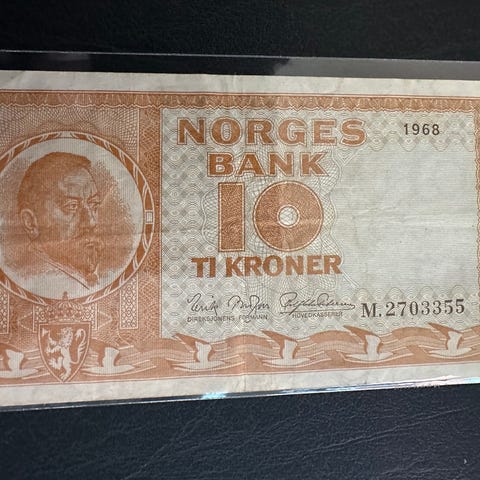 NORGES
1968
BANK
10
TI KRONER
DIREKSJONENS FORMANN
HOVEDKASSERER
M.2703355